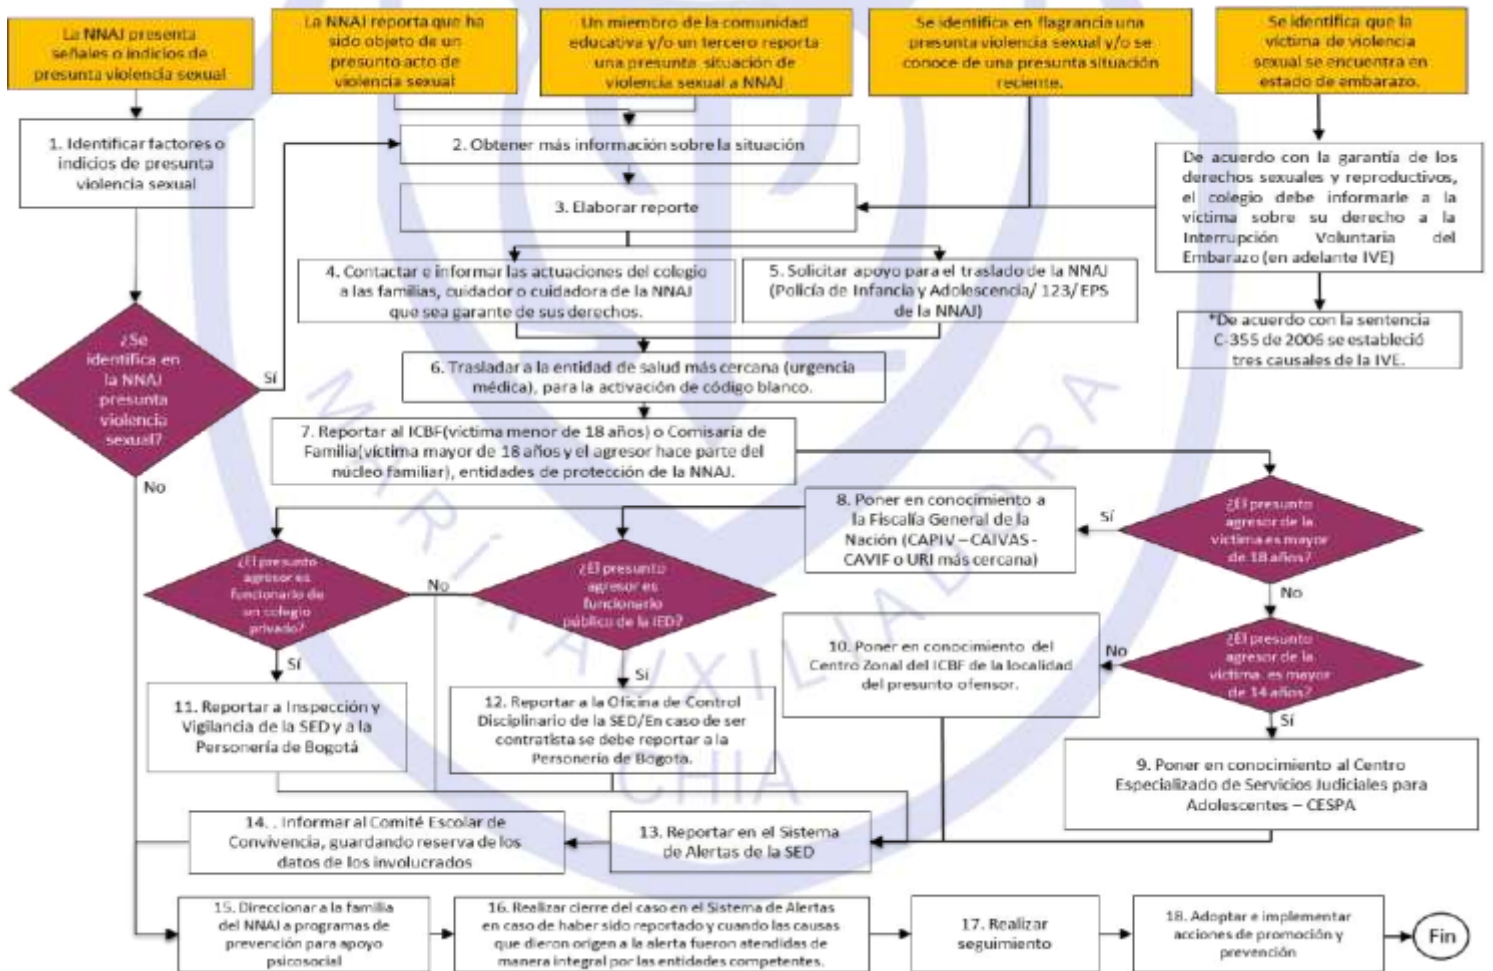 La NNAJ presenta
señales o indicios de
presunta violencia sexual
La NNAJ reporta que ha
sido objeto de un
presunto acto de
violencia sexual
Un miembro de la comunidad
educativa y/o un tercero reporta
una presunta situación de
violencia sexual a NNAJ
Se identifica en flagrancia una
presunta violencia sexual y/o se
conoce de una presunta situación
reciente.
Se identifica que la
víctima de violencia
sexual se encuentra en
estado de embarazo.
1. Identificar factores o
indicios de presunta
violencia sexual
2. Obtener más información sobre la situación
3. Elaborar reporte
De acuerdo con la garantía de los
derechos sexuales y reproductivos,
el colegio debe informarle a la
víctima sobre su derecho a la
Interrupción Voluntaria del
Embarazo (en adelante IVE)
4. Contactar e informar las actuaciones del colegio
a las familias, cuidador o cuidadora de la NNAJ
que sea garante de sus derechos.
5. Solicitar apoyo para el traslado de la NNAJ
(Policía de Infancia y Adolescencia/ 123/ EPS
de la NNAJ)
*De acuerdo con la sentencia
C-355 de 2006 se estableció
tres causales de la IVE.
¿Se
identifica en
la NNAJ
presunta
violencia
sexual?
Sí
No
6. Trasladar a la entidad de salud más cercana (urgencia
médica), para la activación de código blanco.
7. Reportar al ICBF(víctima menor de 18 años) o Comisaría de
Familia(víctima mayor de 18 años y el agresor hace parte del
núcleo familiar), entidades de protección de la NNAJ.
8. Poner en conocimiento a
la Fiscalía General de la
Nación (CAPIV – CAIVAS -
CAVIF o URI más cercana)
Sí
¿El presunto
agresor de la
víctima es mayor
de 18 años?
No
¿El presunto
agresor es
funcionario de
un colegio
privado?
No
¿El presunto
agresor es
funcionario
público de la IED?
Sí
Sí
10. Poner en conocimiento del
Centro Zonal del ICBF de la localidad
del presunto ofensor.
No
¿El presunto
agresor de la
víctima es mayor
de 14 años?
Sí
11. Reportar a Inspección y
Vigilancia de la SED y a la
Personería de Bogotá
12. Reportar a la Oficina de Control
Disciplinario de la SED/En caso de ser
contratista se debe reportar a la
Personería de Bogota.
9. Poner en conocimiento al Centro
Especializado de Servicios Judiciales para
Adolescentes – CESPA
14. . Informar al Comité Escolar de
Convivencia, guardando reserva de los
datos de los involucrados
13. Reportar en el Sistema
de Alertas de la SED
15. Direccionar a la familia
del NNAJ a programas de
prevención para apoyo
psicosocial
16. Realizar cierre del caso en el Sistema de Alertas
en caso de haber sido reportado y cuando las causas
que dieron origen a la alerta fueron atendidas de
manera integral por las entidades competentes.
17. Realizar
seguimiento
18. Adoptar e implementar
acciones de promoción y
prevención
Fin
MARÍA AUXILIADORA
CHIA